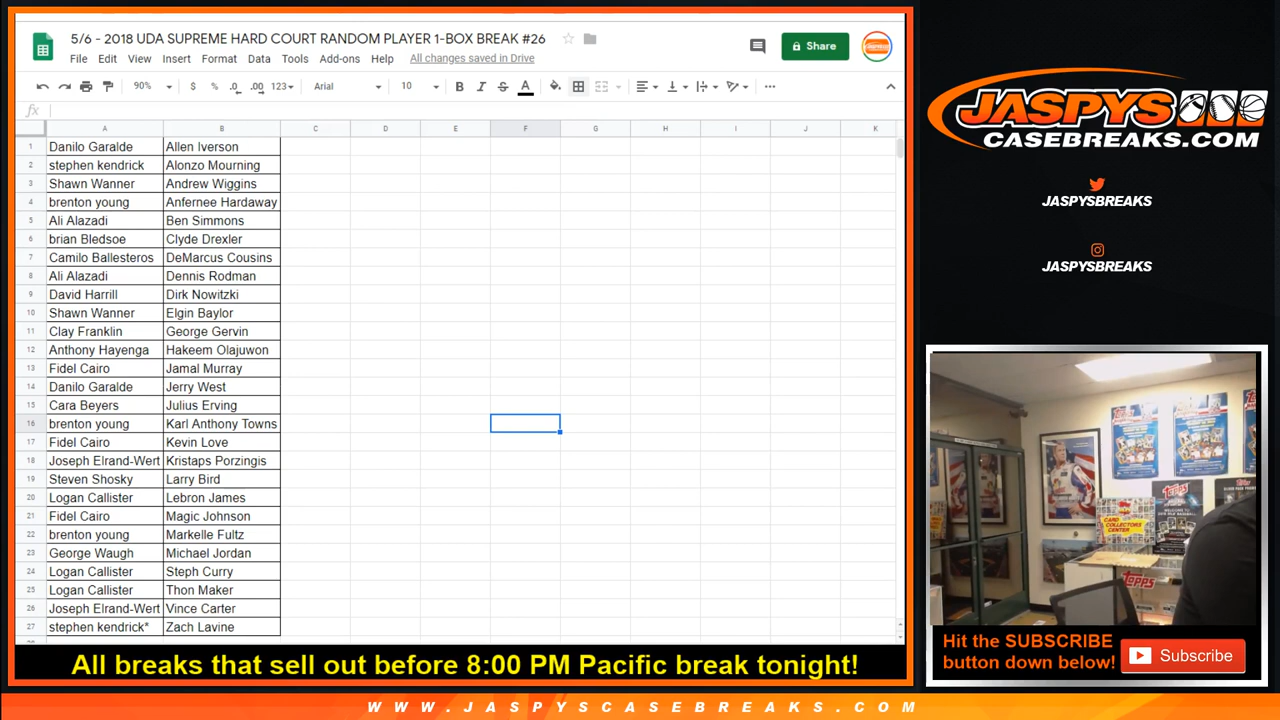 5/6 - 2018 UDA SUPREME HARD COURT RANDOM PLAYER 1-BOX BREAK #26
Share
File Edit View Insert Format Data Tools Add-ons Help All changes saved in Drive
90% $ % .0 .00 123 Arial 10 B I S A
fx
A B C D E F G H I J K
1 Danilo Garalde Allen Iverson
2 stephen kendrick Alonzo Mourning
3 Shawn Wanner Andrew Wiggins
4 brenton young Anfernee Hardaway
5 Ali Alazadi Ben Simmons
6 brian Bledsoe Clyde Drexler
7 Camilo Ballesteros DeMarcus Cousins
8 Ali Alazadi Dennis Rodman
9 David Harrill Dirk Nowitzki
10 Shawn Wanner Elgin Baylor
11 Clay Franklin George Gervin
12 Anthony Hayenga Hakeem Olajuwon
13 Fidel Cairo Jamal Murray
14 Danilo Garalde Jerry West
15 Cara Beyers Julius Erving
16 brenton young Karl Anthony Towns
17 Fidel Cairo Kevin Love
18 Joseph Elrand-Wert Kristaps Porzingis
19 Steven Shosky Larry Bird
20 Logan Callister Lebron James
21 Fidel Cairo Magic Johnson
22 brenton young Markelle Fultz
23 George Waugh Michael Jordan
24 Logan Callister Steph Curry
25 Logan Callister Thon Maker
26 Joseph Elrand-Wert Vince Carter
27 stephen kendrick* Zach Lavine
All breaks that sell out before 8:00 PM Pacific break tonight!
JASPYS
CASEBREAKS.COM
JASPYSBREAKS
JASPYSBREAKS
CARD
COLLECTORS
CENTER
TOPPS
TOPPS
Hit the SUBSCRIBE
button down below!
Subscribe
WWW.JASPYSCASEBREAKS.COM